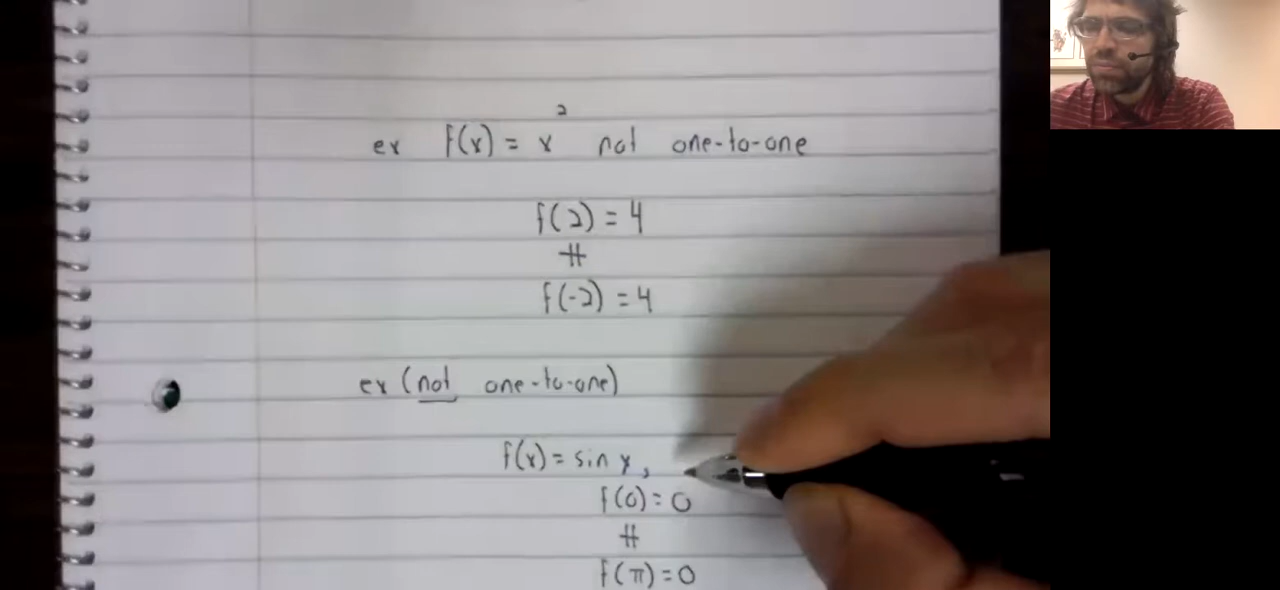 ex f(x) = x² not one-to-one
f(2) = 4
#
f(-2) = 4
ex (not one-to-one)
f(x) = sin x,
f(0) = 0
#
f(π) = 0